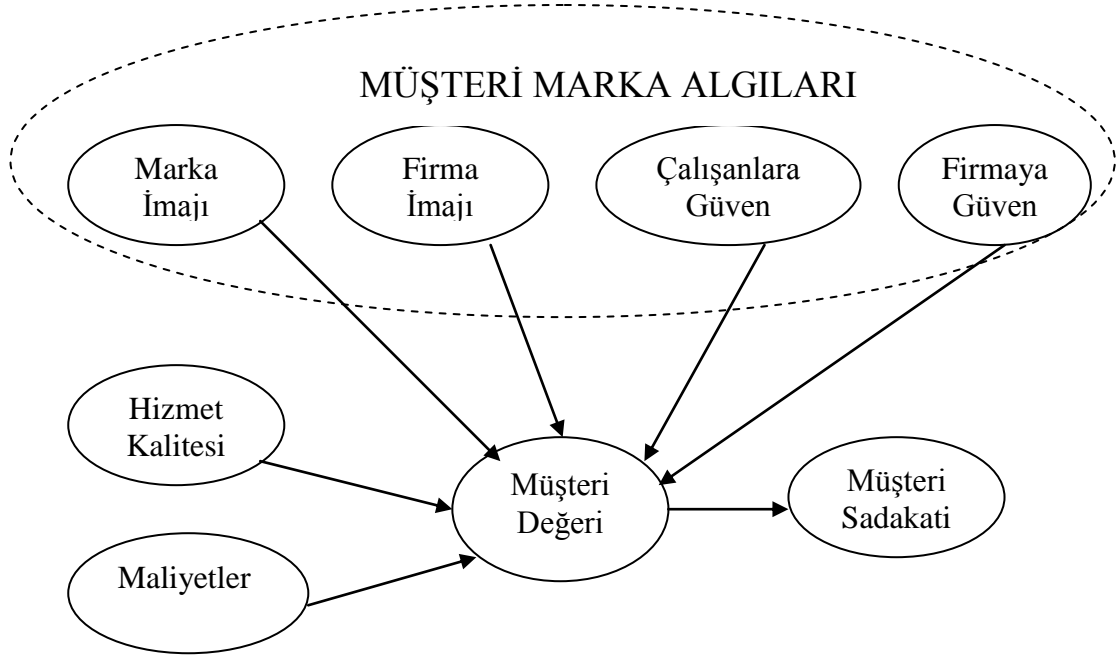 MÜŞTERİ MARKA ALGILARI
Marka
İmajı
Firma
İmajı
Çalışanlara
Güven
Firmaya
Güven
Hizmet
Kalitesi
Müşteri
Değeri
Müşteri
Sadakati
Maliyetler